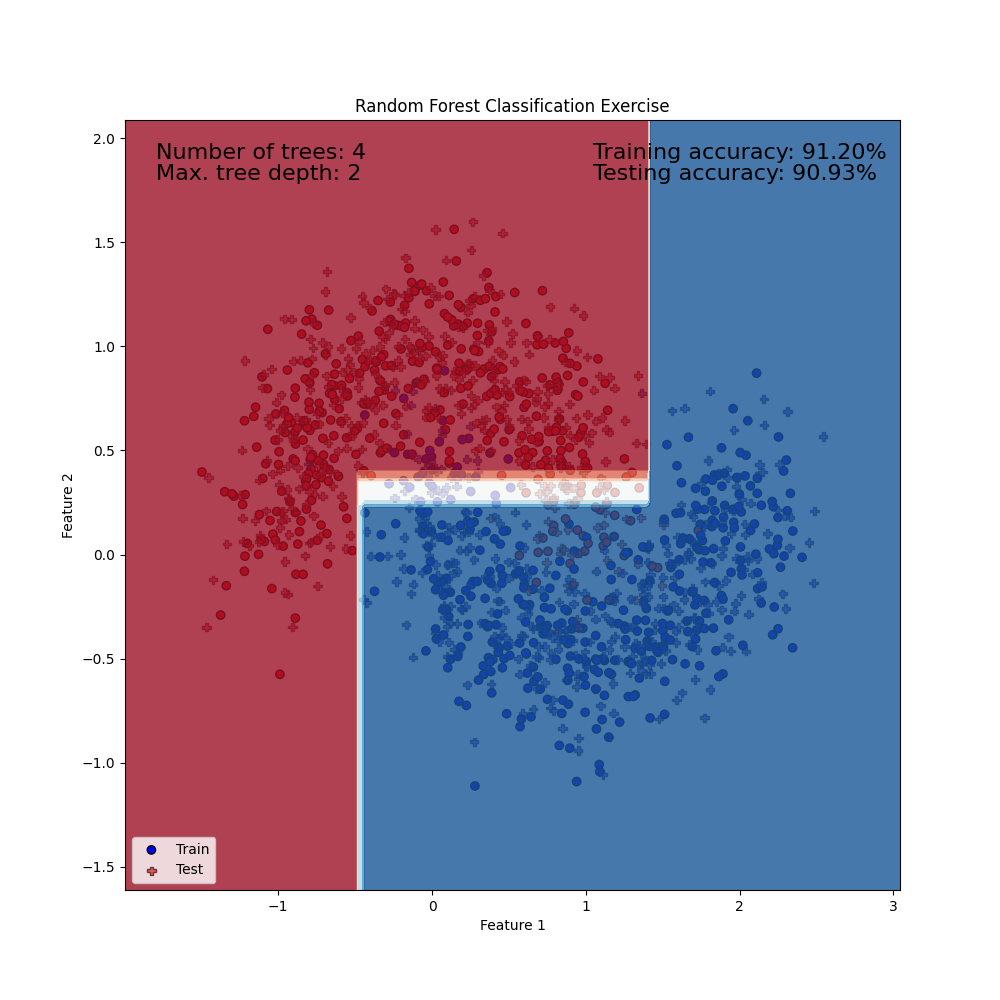 Random Forest Classification Exercise
Number of trees: 4
Max. tree depth: 2
Training accuracy: 91.20%
Testing accuracy: 90.93%
2.0
1.5
1.0
0.5
0.0
−0.5
−1.0
−1.5
Feature 2
Train
Test
−1
0
1
2
3
Feature 1